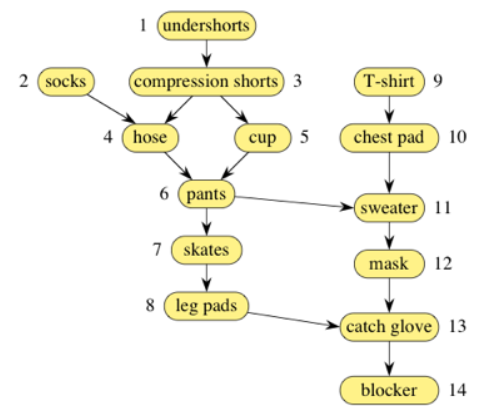 1 undershorts
2 socks
compression shorts 3
T-shirt 9
4 hose
cup 5
chest pad 10
6 pants
sweater 11
7 skates
mask 12
8 leg pads
catch glove 13
blocker 14